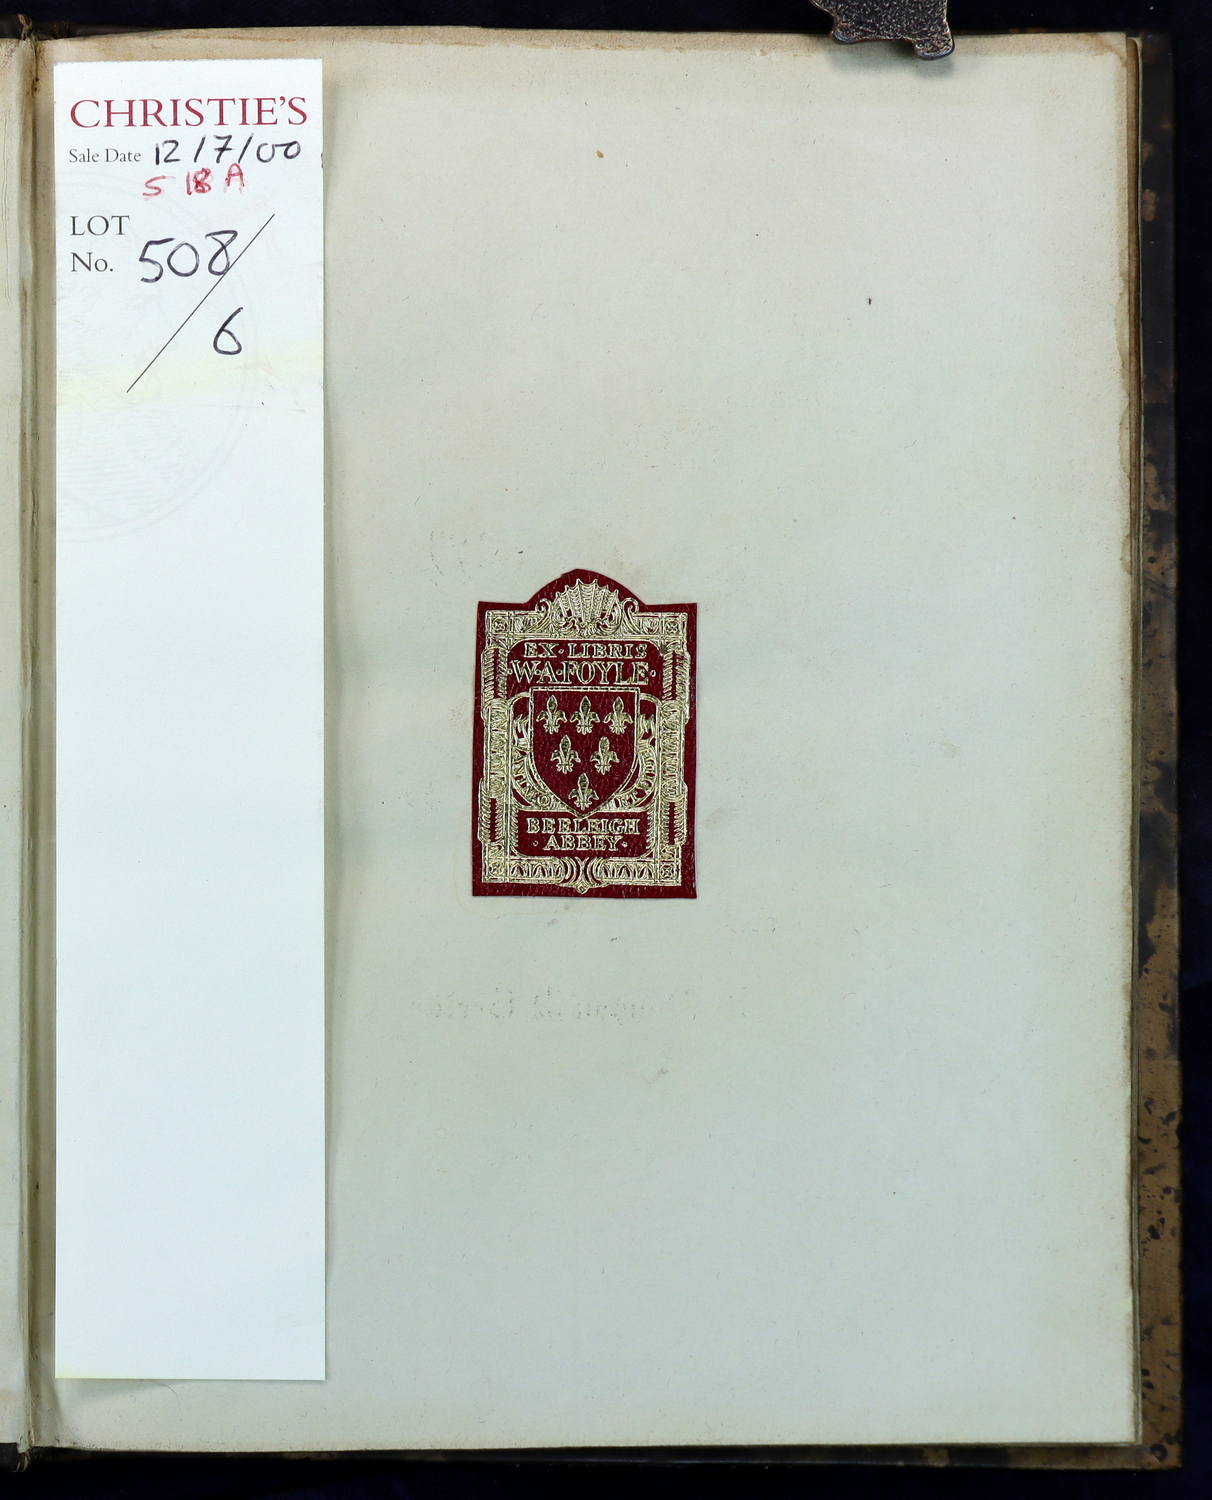 CHRISTIE'S
Sale Date 12/7/00
S 18 A
LOT
No. 508/
6
EX·LIBRIS
·W·A·FOYLE·
BEELEIGH
·ABBEY·